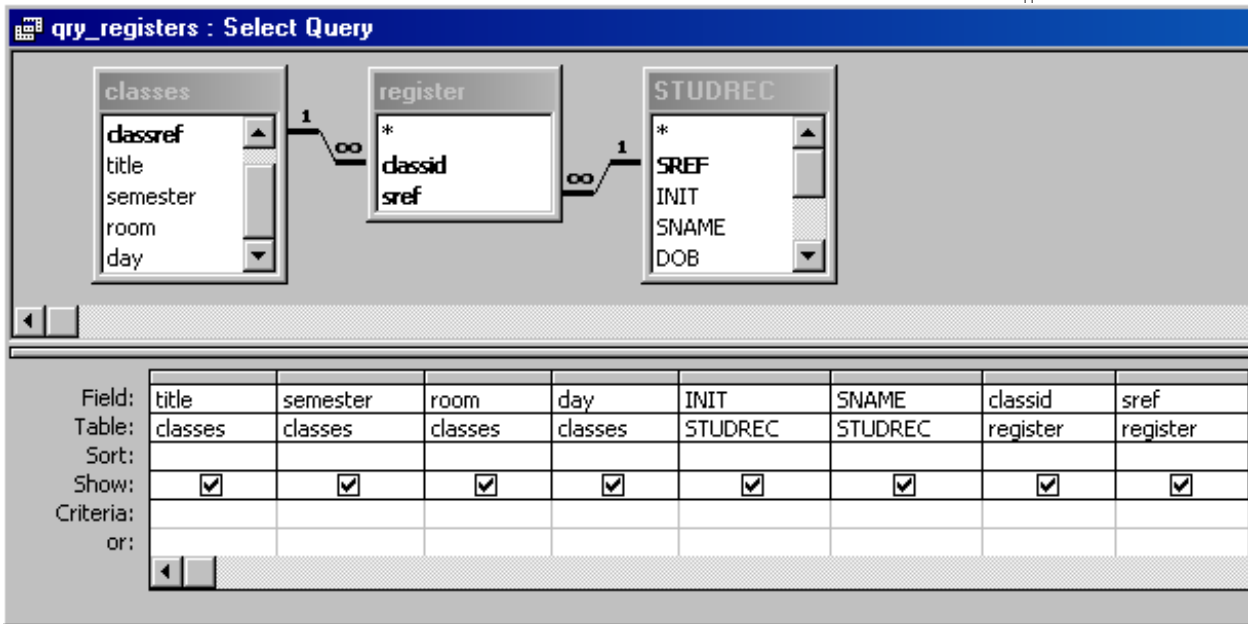 qry_registers : Select Query
classes register STUDREC
classref
title
semester
room
day
1
∞
*
classid
sref
∞
1
*
SREF
INIT
SNAME
DOB
Field: title semester room day INIT SNAME classid sref
Table: classes classes classes classes STUDREC STUDREC register register
Sort:
Show:
Criteria:
or: